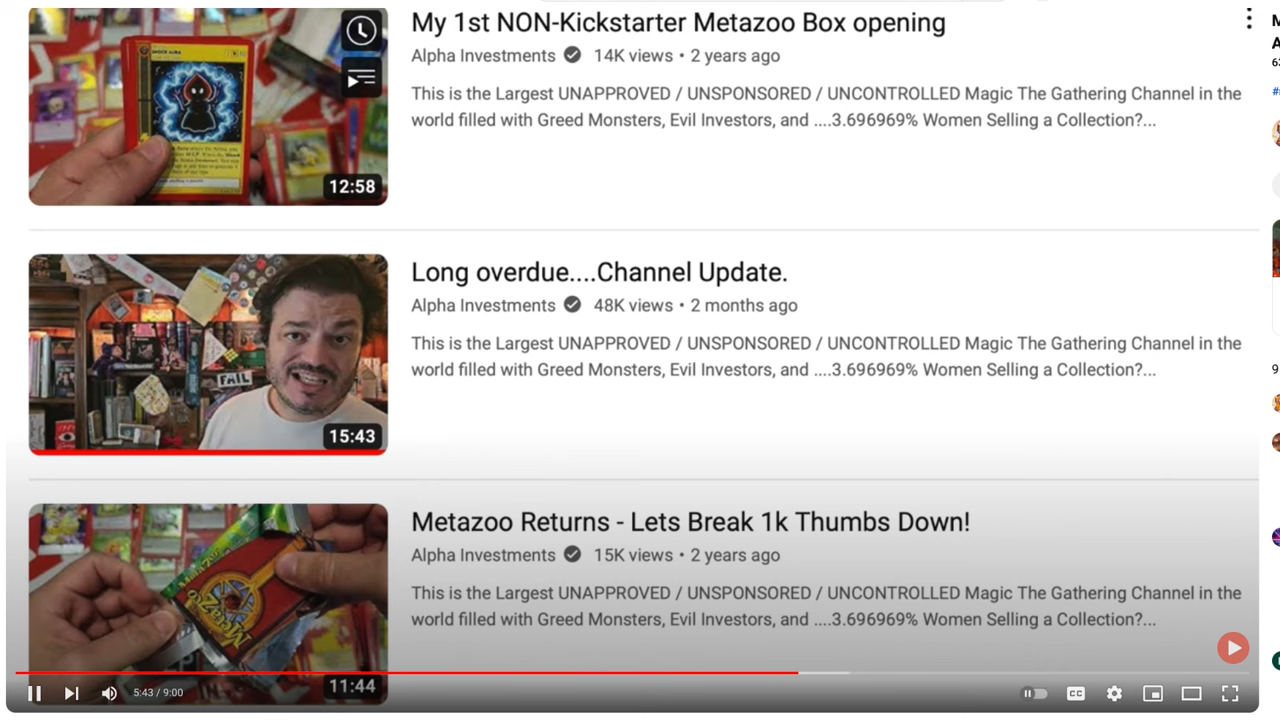 My 1st NON-Kickstarter Metazoo Box opening
Alpha Investments 14K views • 2 years ago
This is the Largest UNAPPROVED / UNSPONSORED / UNCONTROLLED Magic The Gathering Channel in the
world filled with Greed Monsters, Evil Investors, and ....3.696969% Women Selling a Collection?...
12:58
Long overdue....Channel Update.
Alpha Investments 48K views • 2 months ago
This is the Largest UNAPPROVED / UNSPONSORED / UNCONTROLLED Magic The Gathering Channel in the
world filled with Greed Monsters, Evil Investors, and ....3.696969% Women Selling a Collection?...
FAIL
15:43
Metazoo Returns - Lets Break 1k Thumbs Down!
Alpha Investments 15K views • 2 years ago
This is the Largest UNAPPROVED / UNSPONSORED / UNCONTROLLED Magic The Gathering Channel in the
world filled with Greed Monsters, Evil Investors, and ....3.696969% Women Selling a Collection?...
MetaZoo
11:44
5:43 / 9:00
CC